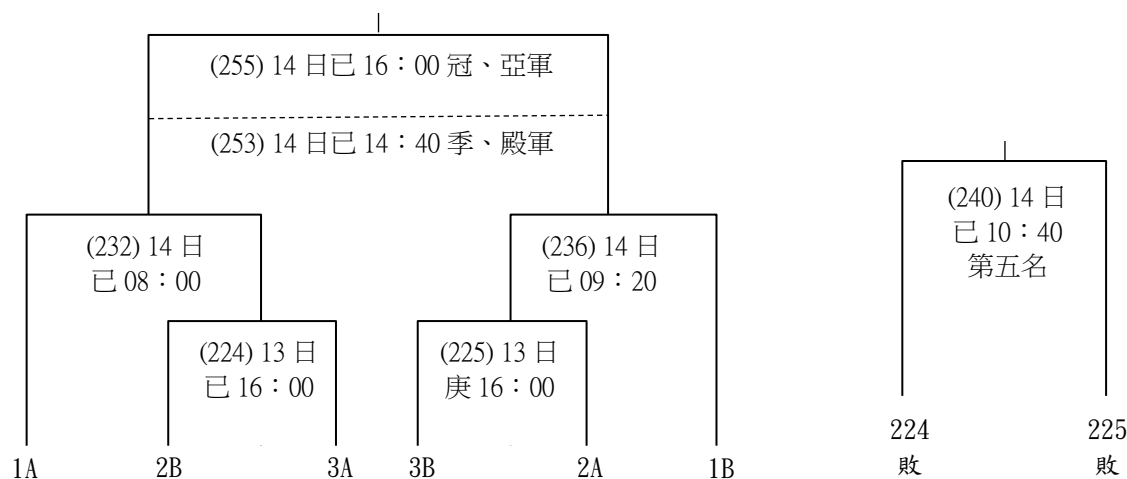 (255) 14 日已 16：00 冠、亞軍
(253) 14 日已 14：40 季、殿軍
(232) 14 日
已 08：00
(236) 14 日
已 09：20
(224) 13 日
已 16：00
(225) 13 日
庚 16：00
1A
2B
3A
3B
2A
1B
(240) 14 日
已 10：40
第五名
224
敗
225
敗